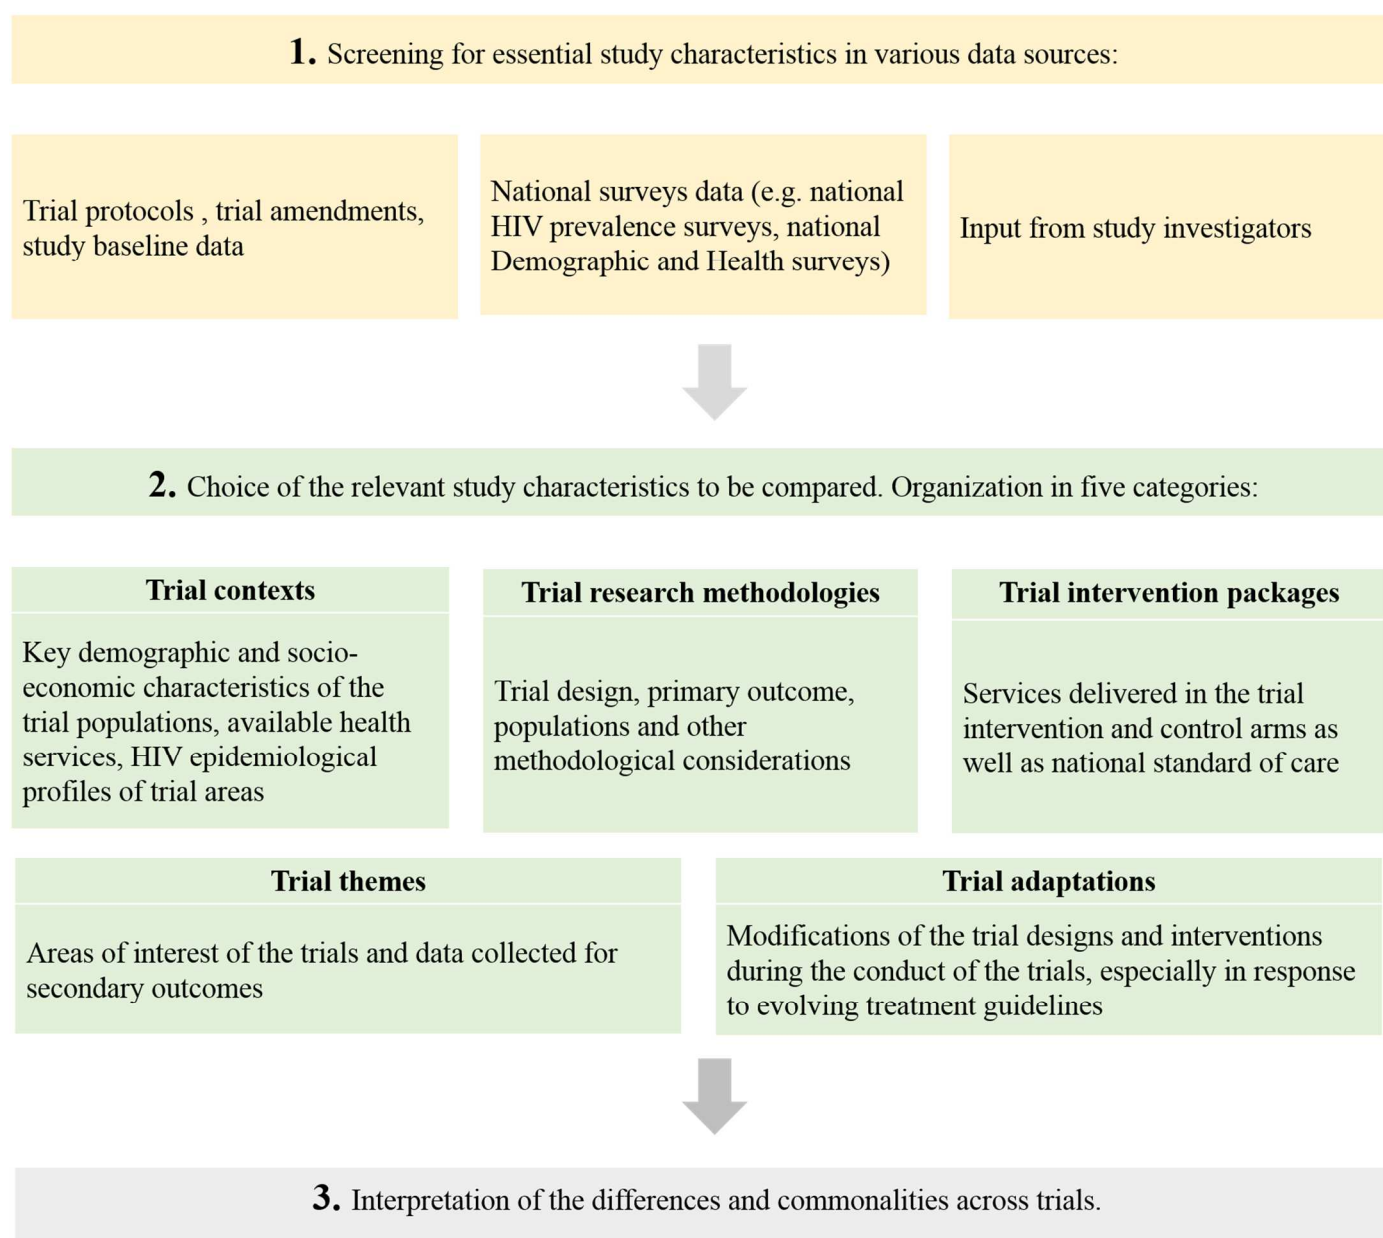 1. Screening for essential study characteristics in various data sources:
Trial protocols , trial amendments,
study baseline data
National surveys data (e.g. national
HIV prevalence surveys, national
Demographic and Health surveys)
Input from study investigators
2. Choice of the relevant study characteristics to be compared. Organization in five categories:
Trial contexts
Key demographic and socio-
economic characteristics of the
trial populations, available health
services, HIV epidemiological
profiles of trial areas
Trial research methodologies
Trial design, primary outcome,
populations and other
methodological considerations
Trial intervention packages
Services delivered in the trial
intervention and control arms as
well as national standard of care
Trial themes
Areas of interest of the trials and data collected for
secondary outcomes
Trial adaptations
Modifications of the trial designs and interventions
during the conduct of the trials, especially in response
to evolving treatment guidelines
3. Interpretation of the differences and commonalities across trials.